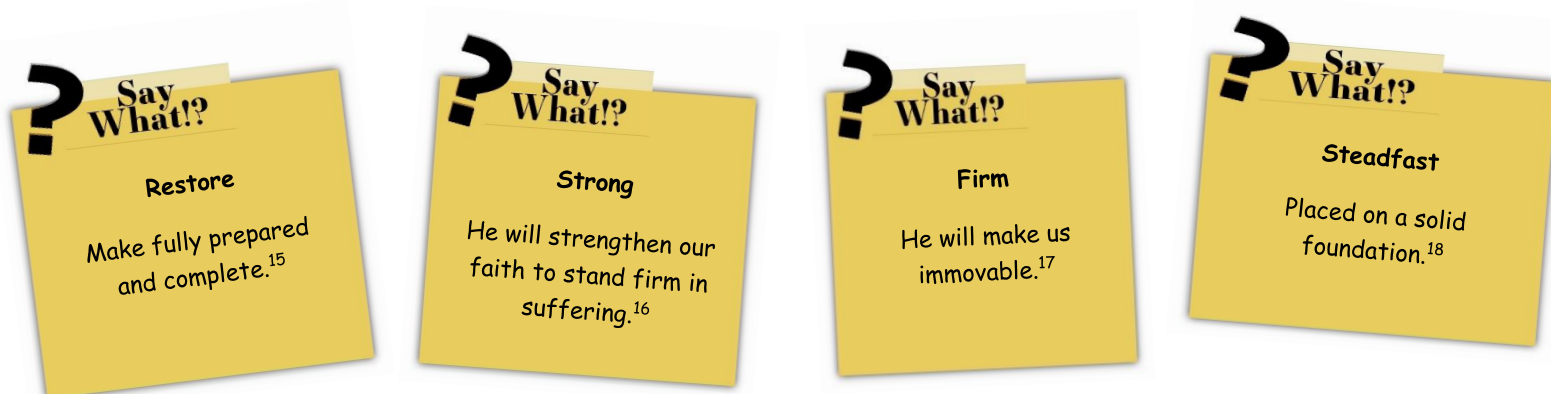 ?
Say
What!?
Restore
Make fully prepared
and complete.15
?
Say
What!?
Strong
He will strengthen our
faith to stand firm in
suffering.16
?
Say
What!?
Firm
He will make us
immovable.17
?
Say
What!?
Steadfast
Placed on a solid
foundation.18